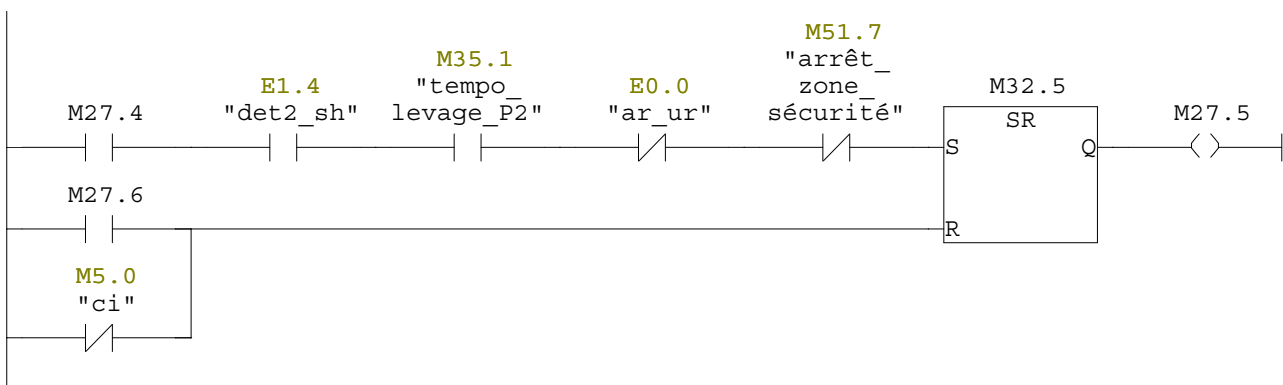 M51.7
M35.1 "arrêt_
E1.4 "tempo_ E0.0 zone_ M32.5
M27.4 "det2_sh" levage_P2" "ar_ur" sécurité" SR M27.5
S Q
M27.6
R
M5.0
"ci"